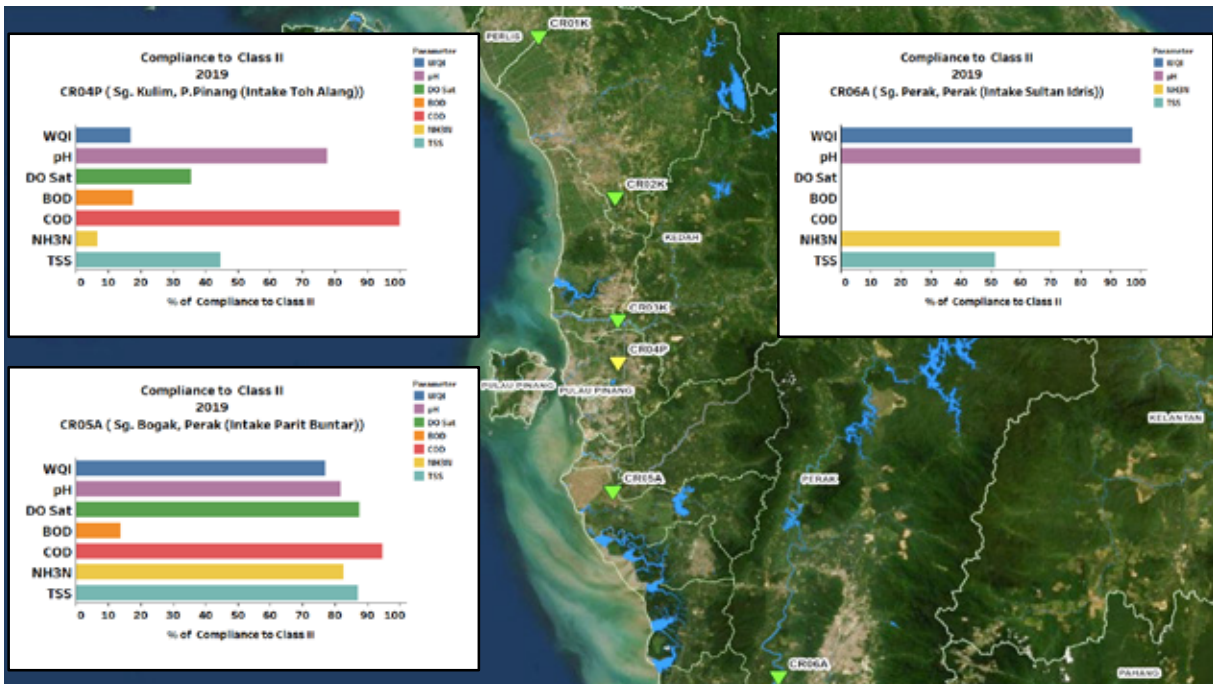 Compliance to Class II
2019
CR04P ( Sg. Kulim, P.Pinang (Intake Toh Alang))
Parameter
WQI
pH
DO Sat
BOD
COD
NH3N
TSS
WQI
pH
DO Sat
BOD
COD
NH3N
TSS
0 10 20 30 40 50 60 70 80 90 100
% of Compliance to Class II
Compliance to Class II
2019
CR06A ( Sg. Perak, Perak (Intake Sultan Idris))
Parameter
WQI
pH
NH3N
TSS
WQI
pH
DO Sat
BOD
COD
NH3N
TSS
0 10 20 30 40 50 60 70 80 90 100
% of Compliance to Class II
Compliance to Class II
2019
CR05A ( Sg. Bogak, Perak (Intake Parit Buntar))
Parameter
WQI
pH
DO Sat
BOD
COD
NH3N
TSS
WQI
pH
DO Sat
BOD
COD
NH3N
TSS
0 10 20 30 40 50 60 70 80 90 100
% of Compliance to Class II
CR01K
PERLIS
CR02K
KEDAH
CR03K
CR04P
PULAU PINANG
PULAU PINANG
KELANTAN
CR05A
PERAK
CR06A
PAHANG